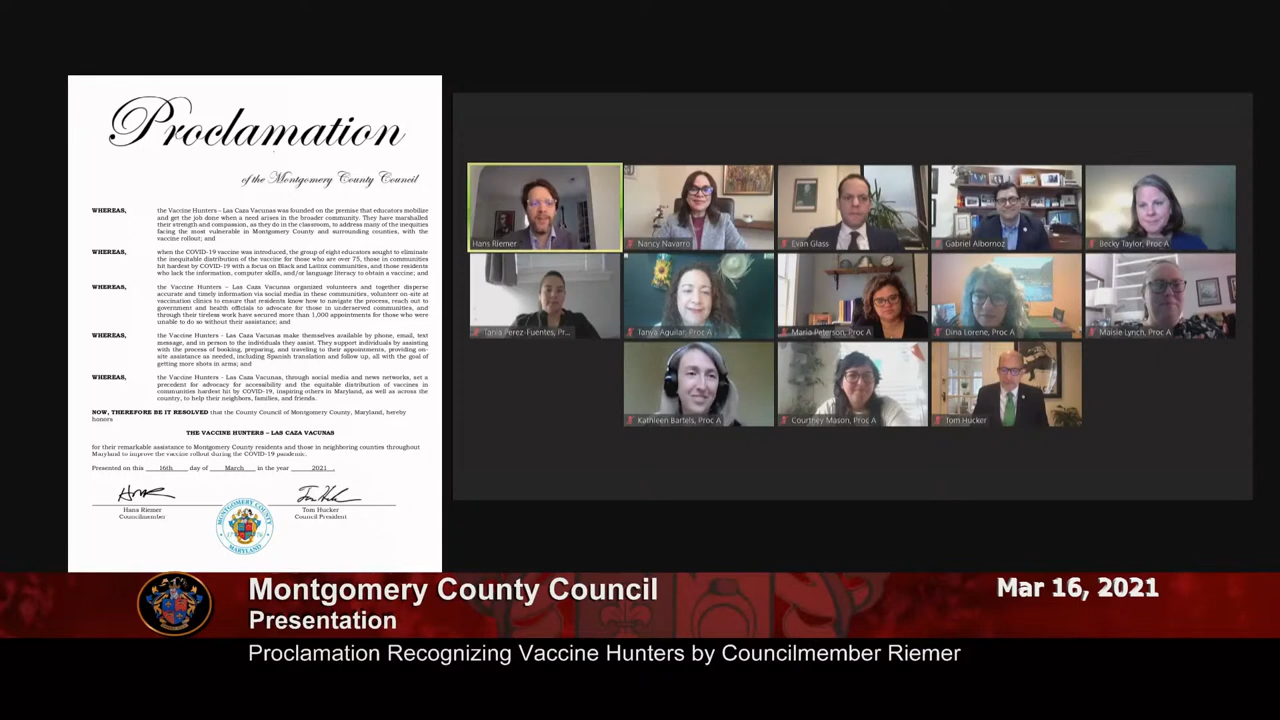 Proclamation
of the Montgomery County Council
WHEREAS, the Vaccine Hunters – Las Caza Vacunas was founded on the premise that educators mobilize
and get the job done when a need arises in the broader community. They have marshalled
their strength and compassion, as they do in the classroom, to address many of the inequities
facing the most vulnerable in Montgomery County and surrounding counties, with the
vaccine rollout; and
WHEREAS, when the COVID-19 vaccine was introduced, the group of eight educators sought to eliminate
the inequitable distribution of the vaccine for those who are over 75, those in communities
hit hardest by COVID-19 with a focus on Black and Latinx communities, and those residents
who lack the information, computer skills, and/or language literacy to obtain a vaccine; and
WHEREAS, the Vaccine Hunters – Las Caza Vacunas organized volunteers and together disperse
accurate and timely information via social media in these communities, volunteer on-site at
vaccination clinics to ensure that residents know how to navigate the process, reach out to
government and health officials to advocate for those in underserved communities, and
through their tireless work have secured more than 1,000 appointments for those who were
unable to do so without their assistance; and
WHEREAS, the Vaccine Hunters – Las Caza Vacunas make themselves available by phone, email, text
message, and in person to the individuals they assist. They support individuals by assisting
with the process of booking, preparing, and traveling to their appointments, providing on-
site assistance as needed, including Spanish translation and follow up, all with the goal of
getting more shots in arms; and
WHEREAS, the Vaccine Hunters – Las Caza Vacunas, through social media and news networks, set a
precedent for advocacy for accessibility and the equitable distribution of vaccines in
communities hardest hit by COVID-19, inspiring others in Maryland, as well as across the
country, to help their neighbors, families, and friends.
NOW, THEREFORE BE IT RESOLVED that the County Council of Montgomery County, Maryland, hereby
honors
THE VACCINE HUNTERS – LAS CAZA VACUNAS
for their remarkable assistance to Montgomery County residents and those in neighboring counties throughout
Maryland to improve the vaccine rollout during the COVID-19 pandemic.
Presented on this 16th day of March in the year 2021.
Hans Riemer
Councilmember
Tom Hucker
Council President
MONTGOMERY COUNTY
MARYLAND
Hans Riemer
Nancy Navarro
Evan Glass
Gabriel Albornoz
Becky Taylor, Proc A
Tania Perez-Fuentes, Pr...
Tanya Aguilar, Proc A
Maria Peterson, Proc A
Dina Lorene, Proc A
Maisie Lynch, Proc A
Kathleen Bartels, Proc A
Courtney Mason, Proc A
Tom Hucker
Montgomery County Council
Mar 16, 2021
Presentation
Proclamation Recognizing Vaccine Hunters by Councilmember Riemer